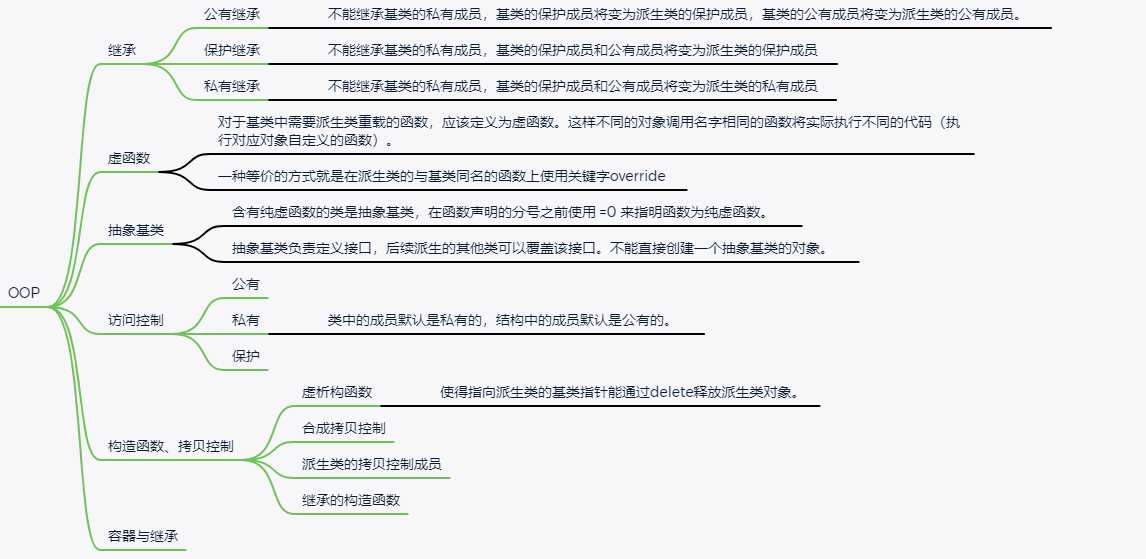 OOP
继承
公有继承
不能继承基类的私有成员，基类的保护成员将变为派生类的保护成员，基类的公有成员将变为派生类的公有成员。
保护继承
不能继承基类的私有成员，基类的保护成员和公有成员将变为派生类的保护成员
私有继承
不能继承基类的私有成员，基类的保护成员和公有成员将变为派生类的私有成员
虚函数
对于基类中需要派生类重载的函数，应该定义为虚函数。这样不同的对象调用名字相同的函数将实际执行不同的代码（执
行对应对象自定义的函数）。
一种等价的方式就是在派生类的与基类同名的函数上使用关键字override
抽象基类
含有纯虚函数的类是抽象基类，在函数声明的分号之前使用 =0 来指明函数为纯虚函数。
抽象基类负责定义接口，后续派生的其他类可以覆盖该接口。不能直接创建一个抽象基类的对象。
访问控制
公有
私有
类中的成员默认是私有的，结构中的成员默认是公有的。
保护
构造函数、拷贝控制
虚析构函数
使得指向派生类的基类指针能通过delete释放派生类对象。
合成拷贝控制
派生类的拷贝控制成员
继承的构造函数
容器与继承